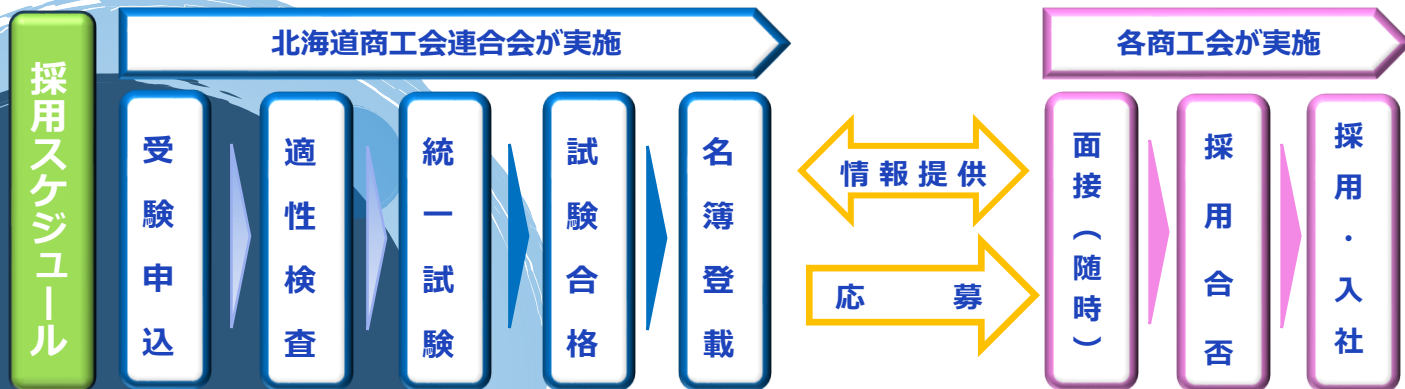 採用スケジュール
北海道商工会連合会が実施
受験申込
適性検査
統一試験
試験合格
名簿登載
情報提供
応募
各商工会が実施
面接（随時）
採用合否
採用・入社